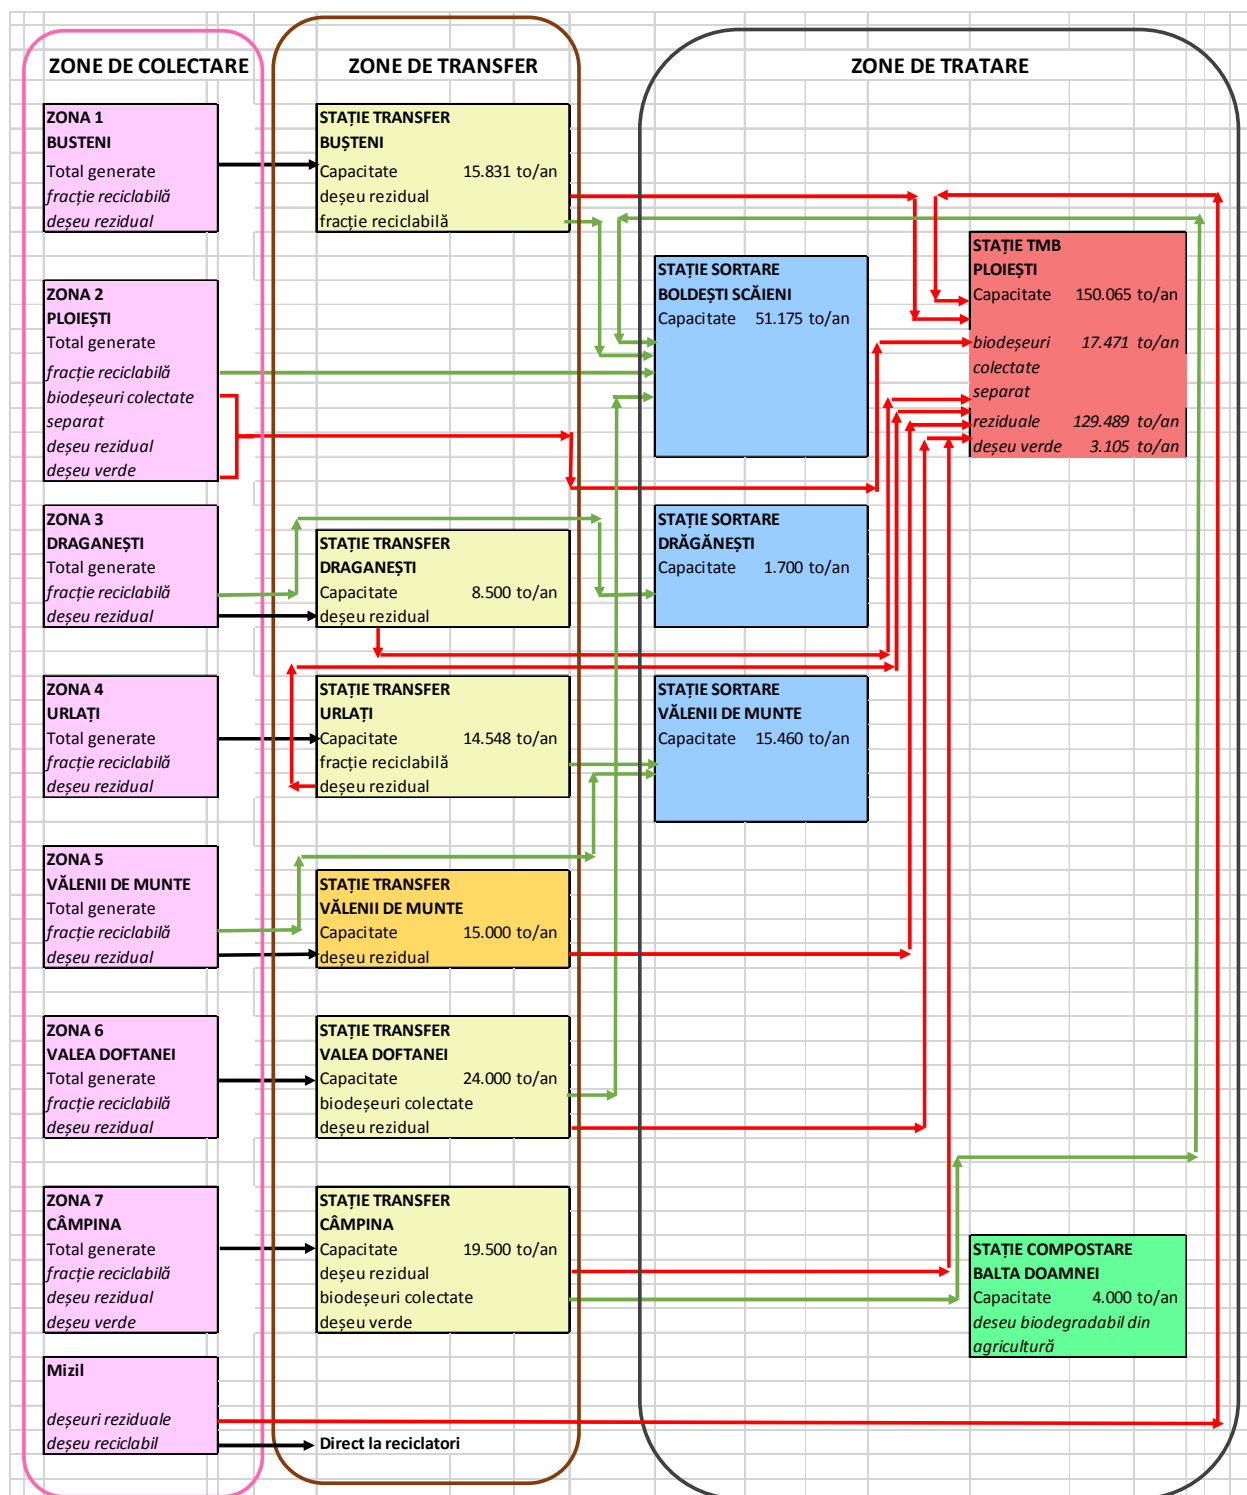 ZONE DE COLECTARE
ZONE DE TRANSFER
ZONE DE TRATARE
ZONA 1
BUSTENI
Total generate
fracție reciclabilă
deșeu rezidual
STAȚIE TRANSFER
BUȘTENI
Capacitate 15.831 to/an
deșeu rezidual
fracție reciclabilă
STAȚIE SORTARE
BOLDEȘTI SCĂIENI
Capacitate 51.175 to/an
STAȚIE TMB
PLOIEȘTI
Capacitate 150.065 to/an
biodeșeuri 17.471 to/an
colectate
separat
reziduale 129.489 to/an
deșeu verde 3.105 to/an
ZONA 2
PLOIEȘTI
Total generate
fracție reciclabilă
biodeșeuri colectate
separat
deșeu rezidual
deșeu verde
ZONA 3
DRAGANEȘTI
Total generate
fracție reciclabilă
deșeu rezidual
STAȚIE TRANSFER
DRAGANEȘTI
Capacitate 8.500 to/an
deșeu rezidual
STAȚIE SORTARE
DRĂGĂNEȘTI
Capacitate 1.700 to/an
ZONA 4
URLAȚI
Total generate
fracție reciclabilă
deșeu rezidual
STAȚIE TRANSFER
URLAȚI
Capacitate 14.548 to/an
fracție reciclabilă
deșeu rezidual
STAȚIE SORTARE
VĂLENII DE MUNTE
Capacitate 15.460 to/an
ZONA 5
VĂLENII DE MUNTE
Total generate
fracție reciclabilă
deșeu rezidual
STAȚIE TRANSFER
VĂLENII DE MUNTE
Capacitate 15.000 to/an
deșeu rezidual
ZONA 6
VALEA DOFTANEI
Total generate
fracție reciclabilă
deșeu rezidual
STAȚIE TRANSFER
VALEA DOFTANEI
Capacitate 24.000 to/an
biodeșeuri colectate
deșeu rezidual
ZONA 7
CÂMPINA
Total generate
fracție reciclabilă
deșeu rezidual
deșeu verde
STAȚIE TRANSFER
CÂMPINA
Capacitate 19.500 to/an
deșeu rezidual
biodeșeuri colectate
deșeu verde
STAȚIE COMPOSTARE
BALTA DOAMNEI
Capacitate 4.000 to/an
deseu biodegradabil din
agricultură
Mizil
deșeuri reziduale
deșeu reciclabil
Direct la reciclatori